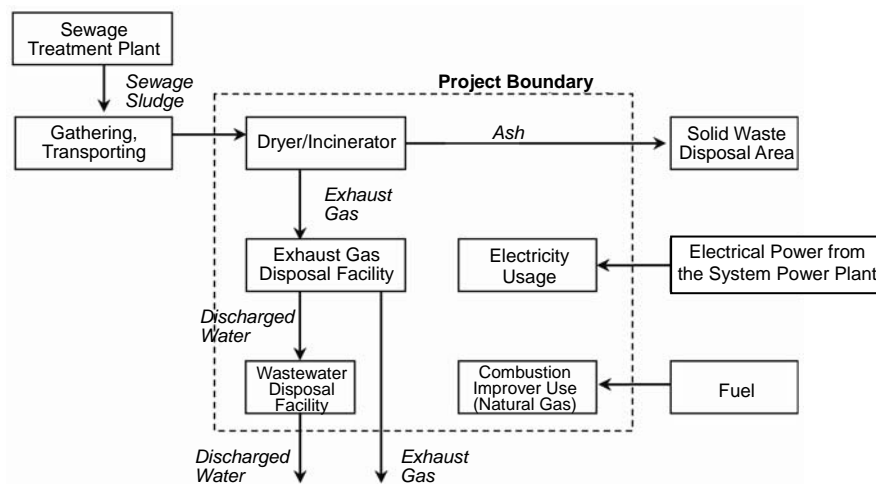 Sewage
Treatment Plant
Sewage
Sludge
Project Boundary
Gathering,
Transporting
Dryer/Incinerator
Ash
Solid Waste
Disposal Area
Exhaust
Gas
Exhaust Gas
Disposal Facility
Electricity
Usage
Electrical Power from
the System Power Plant
Discharged
Water
Wastewater
Disposal
Facility
Combustion
Improver Use
(Natural Gas)
Fuel
Discharged
Water
Exhaust
Gas